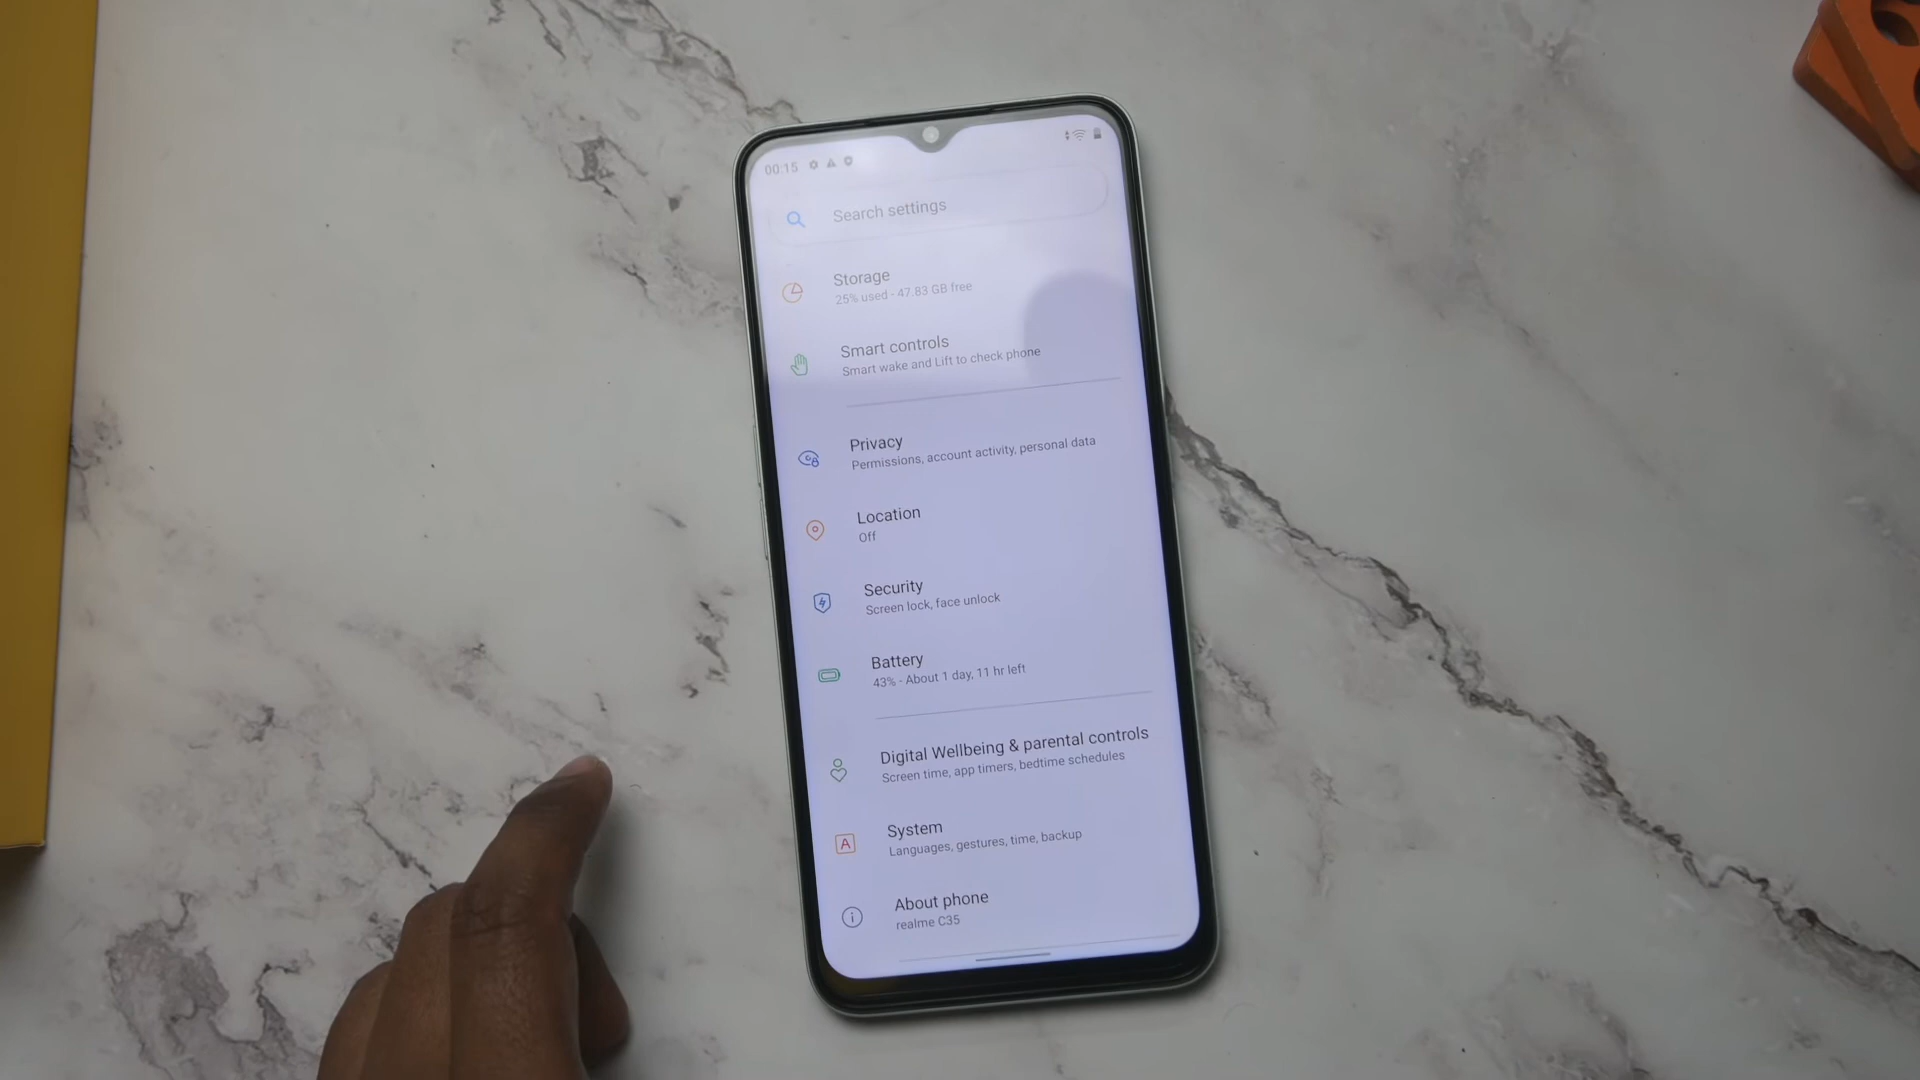 00:15
Search settings
Storage
25% used - 47.83 GB free
Smart controls
Smart wake and Lift to check phone
Privacy
Permissions, account activity, personal data
Location
Off
Security
Screen lock, face unlock
Battery
43% - About 1 day, 11 hr left
Digital Wellbeing & parental controls
Screen time, app timers, bedtime schedules
System
Languages, gestures, time, backup
About phone
realme C35